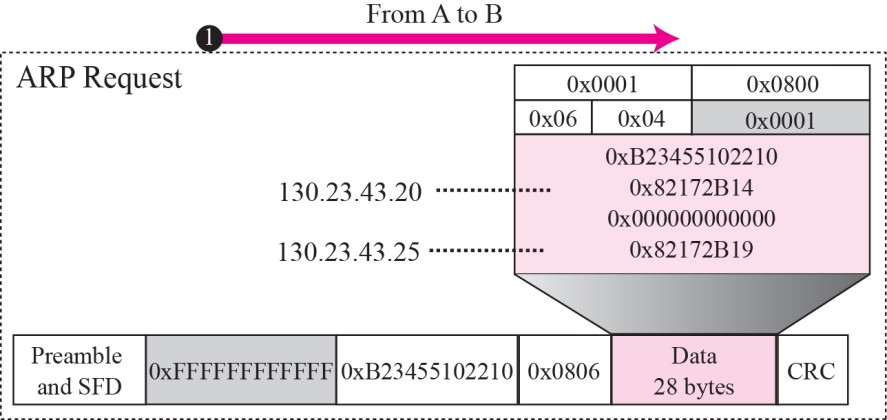 From A to B
1
ARP Request
0x0001 0x0800
0x06 0x04 0x0001
0xB23455102210
130.23.43.20 0x82172B14
0x000000000000
130.23.43.25 0x82172B19
Preamble and SFD
0xFFFFFFFFFFFF
0xB23455102210
0x0806
Data
28 bytes
CRC